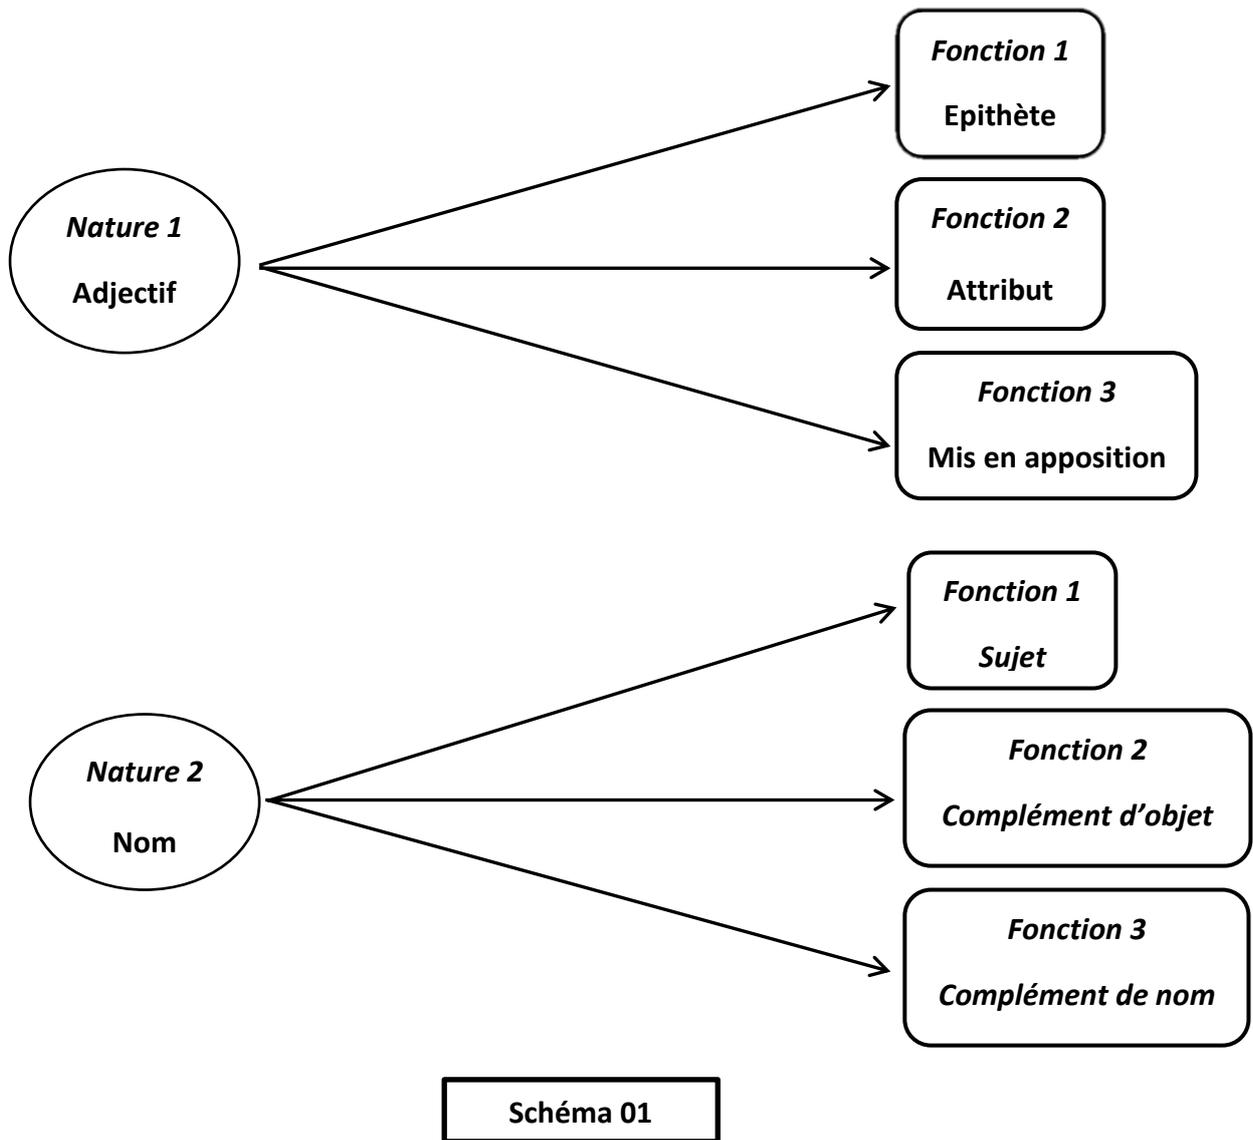 Fonction 1
Epithète
Nature 1
Adjectif
Fonction 2
Attribut
Fonction 3
Mis en apposition
Fonction 1
Sujet
Nature 2
Nom
Fonction 2
Complément d’objet
Fonction 3
Complément de nom
Schéma 01